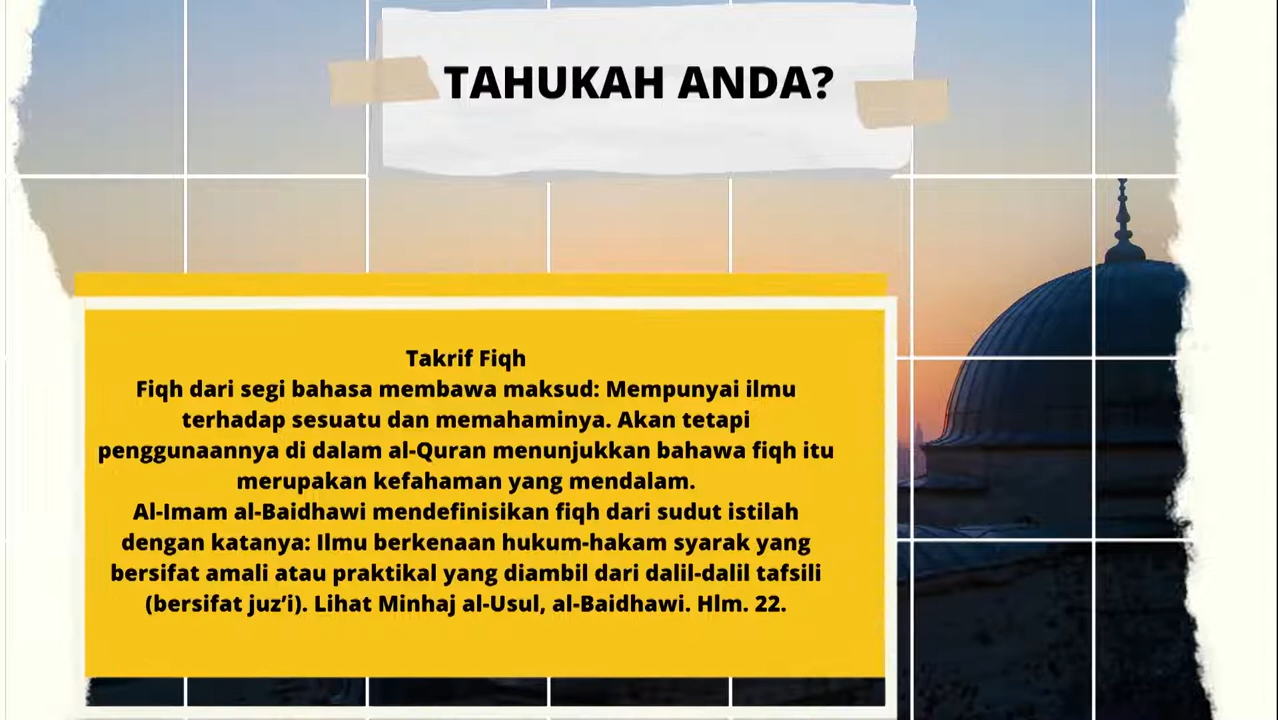 TAHUKAH ANDA?
Takrif Fiqh
Fiqh dari segi bahasa membawa maksud: Mempunyai ilmu
terhadap sesuatu dan memahaminya. Akan tetapi
penggunaannya di dalam al-Quran menunjukkan bahawa fiqh itu
merupakan kefahaman yang mendalam.
Al-Imam al-Baidhawi mendefinisikan fiqh dari sudut istilah
dengan katanya: Ilmu berkenaan hukum-hakam syarak yang
bersifat amali atau praktikal yang diambil dari dalil-dalil tafsili
(bersifat juz’i). Lihat Minhaj al-Usul, al-Baidhawi. Hlm. 22.